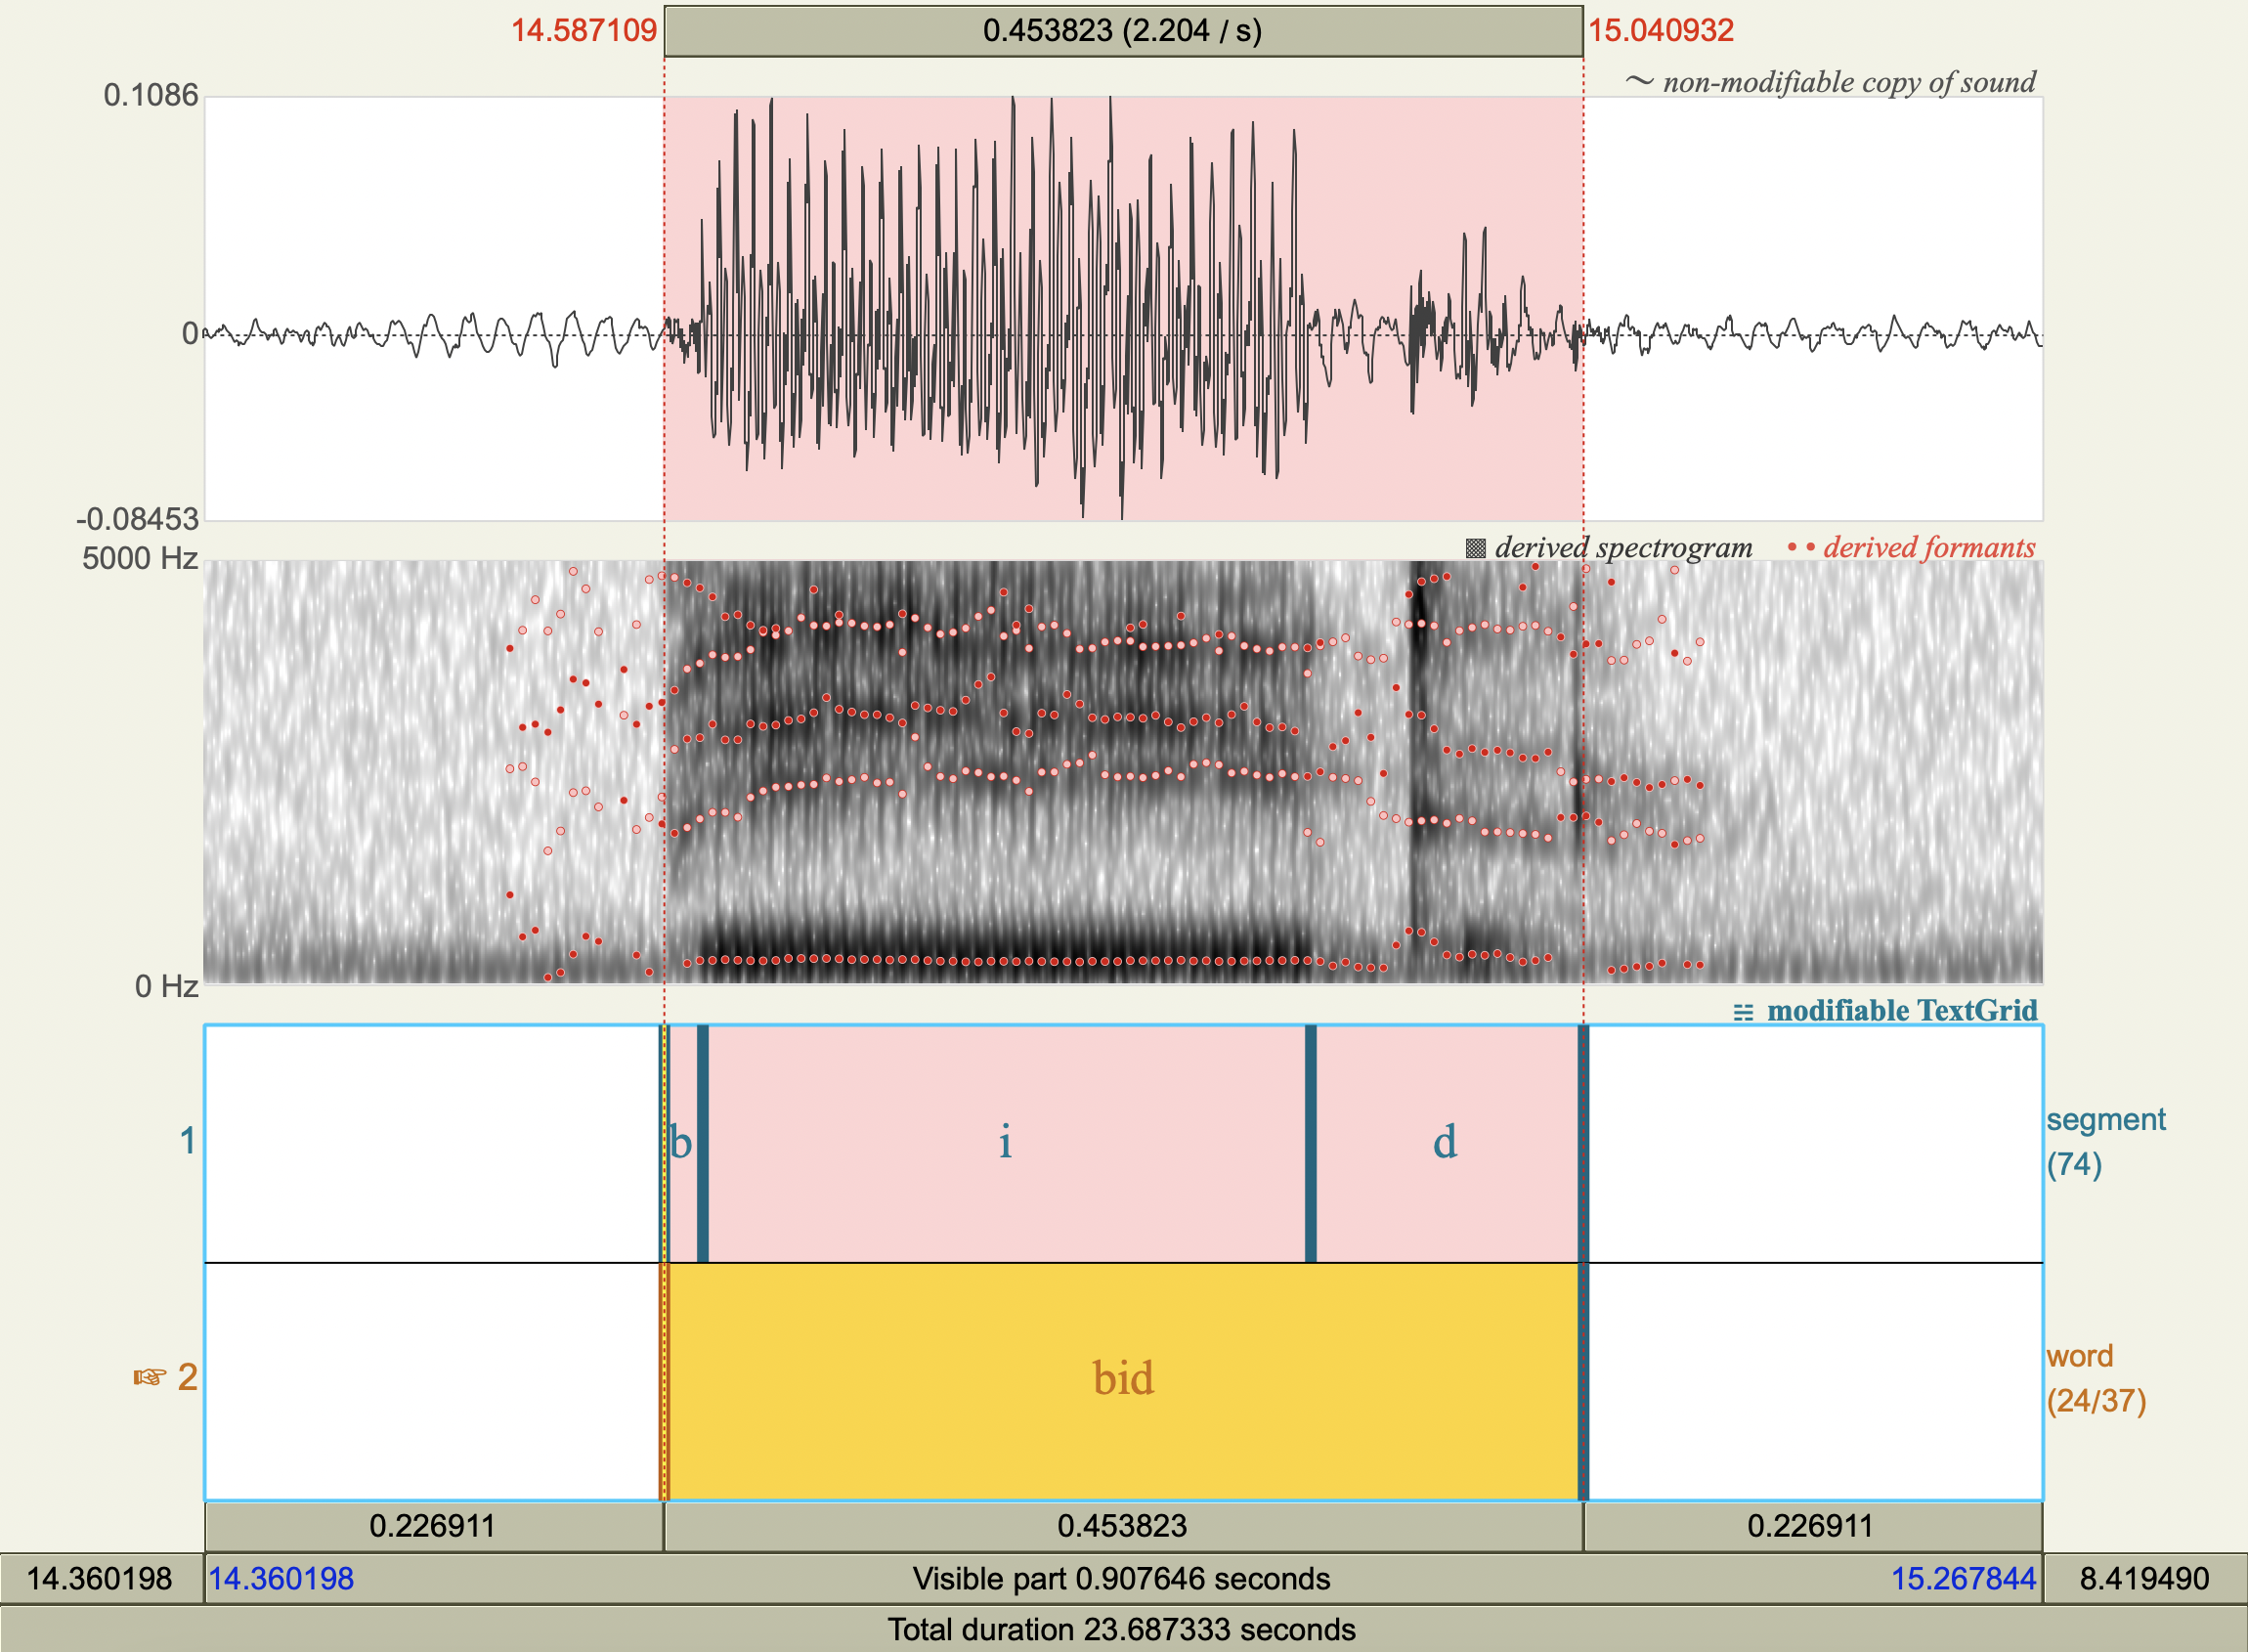 14.587109 0.453823 (2.204 / s) 15.040932
0.1086 ~ non-modifiable copy of sound
0
-0.08453
5000 Hz derived spectrogram •• derived formants
0 Hz
modifiable TextGrid
1 b i d segment
(74)
☞ 2 bid word
(24/37)
0.226911 0.453823 0.226911
14.360198 14.360198 Visible part 0.907646 seconds 15.267844 8.419490
Total duration 23.687333 seconds